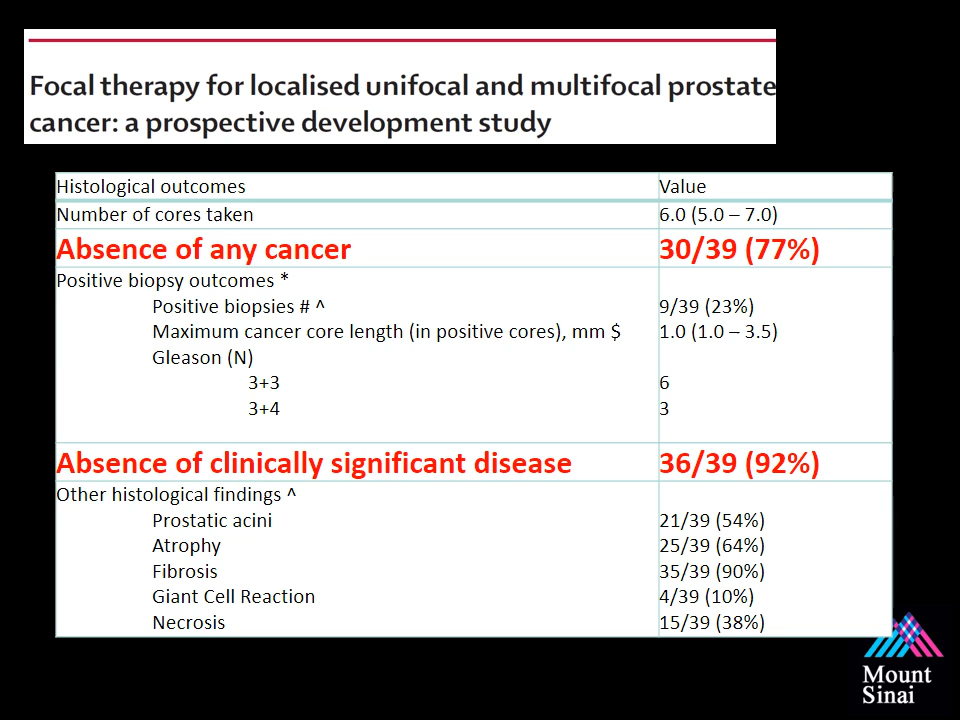 Focal therapy for localised unifocal and multifocal prostate
cancer: a prospective development study
Histological outcomes Value
Number of cores taken 6.0 (5.0 – 7.0)
Absence of any cancer 30/39 (77%)
Positive biopsy outcomes *
Positive biopsies # ^ 9/39 (23%)
Maximum cancer core length (in positive cores), mm $ 1.0 (1.0 – 3.5)
Gleason (N)
3+3 6
3+4 3
Absence of clinically significant disease 36/39 (92%)
Other histological findings ^
Prostatic acini 21/39 (54%)
Atrophy 25/39 (64%)
Fibrosis 35/39 (90%)
Giant Cell Reaction 4/39 (10%)
Necrosis 15/39 (38%)
Mount
Sinai